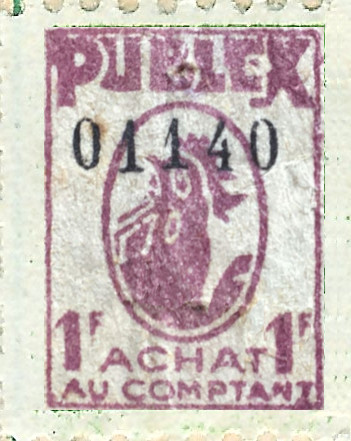 PUBLEX
01140
1F 1F
ACHAT
AU COMPTANT